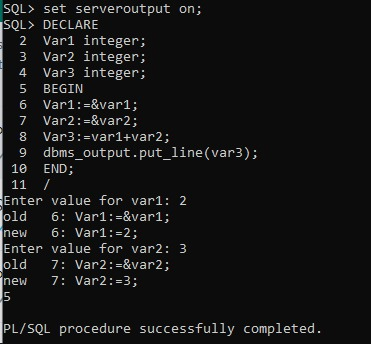 SQL> set serveroutput on;
SQL> DECLARE
  2  Var1 integer;
  3  Var2 integer;
  4  Var3 integer;
  5  BEGIN
  6  Var1:=&var1;
  7  Var2:=&var2;
  8  Var3:=var1+var2;
  9  dbms_output.put_line(var3);
 10  END;
 11  /
Enter value for var1: 2
old   6: Var1:=&var1;
new   6: Var1:=2;
Enter value for var2: 3
old   7: Var2:=&var2;
new   7: Var2:=3;
5
PL/SQL procedure successfully completed.